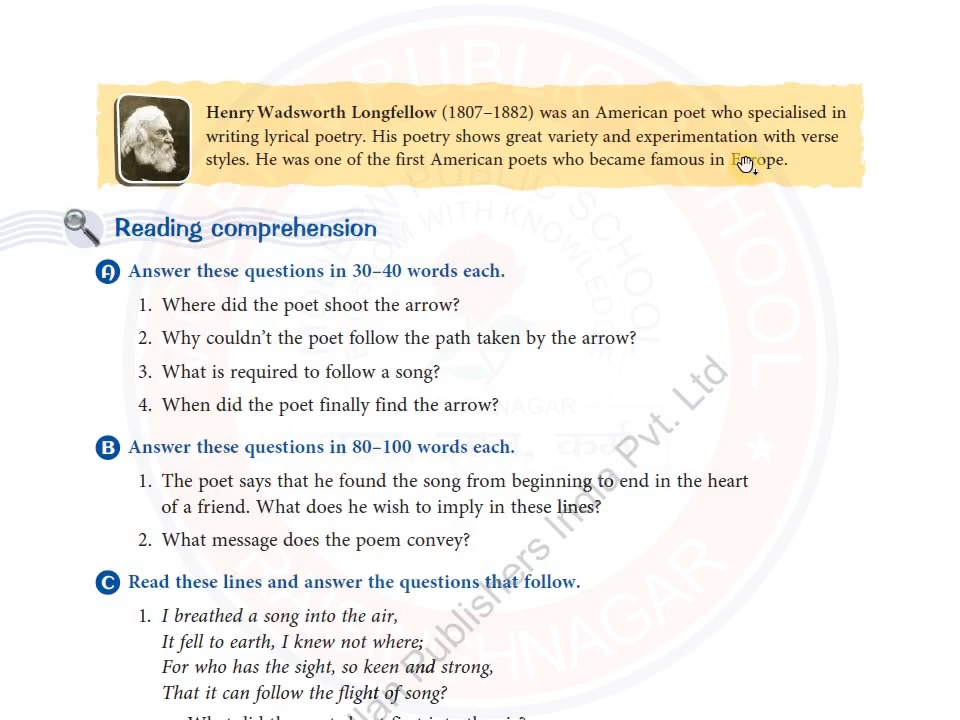 Henry Wadsworth Longfellow (1807–1882) was an American poet who specialised in
writing lyrical poetry. His poetry shows great variety and experimentation with verse
styles. He was one of the first American poets who became famous in Europe.
Reading comprehension
A Answer these questions in 30–40 words each.
1. Where did the poet shoot the arrow?
2. Why couldn’t the poet follow the path taken by the arrow?
3. What is required to follow a song?
4. When did the poet finally find the arrow?
B Answer these questions in 80–100 words each.
1. The poet says that he found the song from beginning to end in the heart
of a friend. What does he wish to imply in these lines?
2. What message does the poem convey?
C Read these lines and answer the questions that follow.
1. I breathed a song into the air,
It fell to earth, I knew not where;
For who has the sight, so keen and strong,
That it can follow the flight of song?
Publishers India Pvt. Ltd